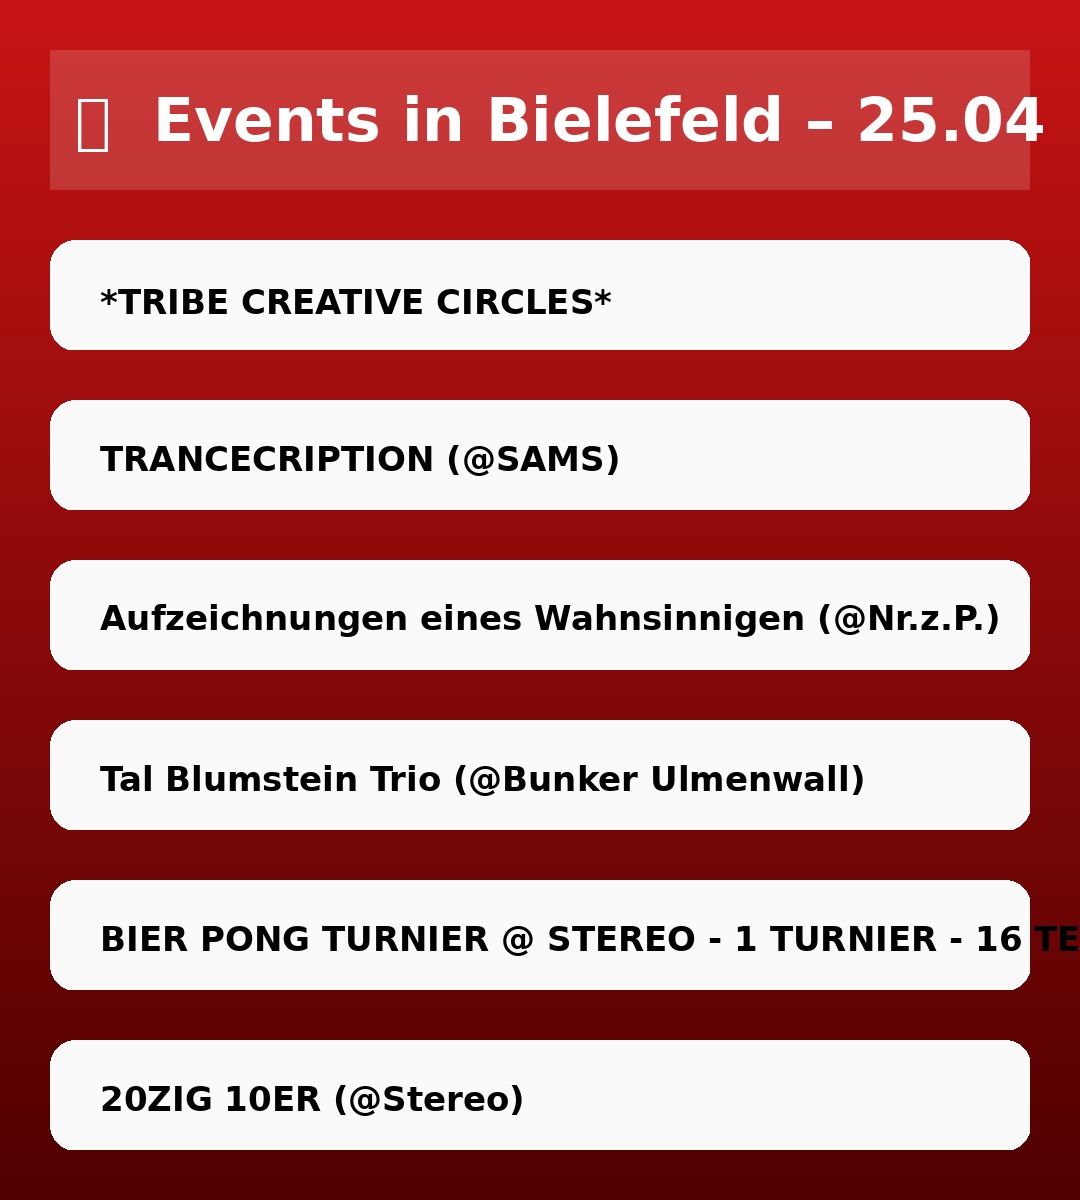 Events in Bielefeld – 25.04
*TRIBE CREATIVE CIRCLES*
TRANCECRIPTION (@SAMS)
Aufzeichnungen eines Wahnsinnigen (@Nr.z.P.)
Tal Blumstein Trio (@Bunker Ulmenwall)
BIER PONG TURNIER @ STEREO - 1 TURNIER - 16 TE
20ZIG 10ER (@Stereo)